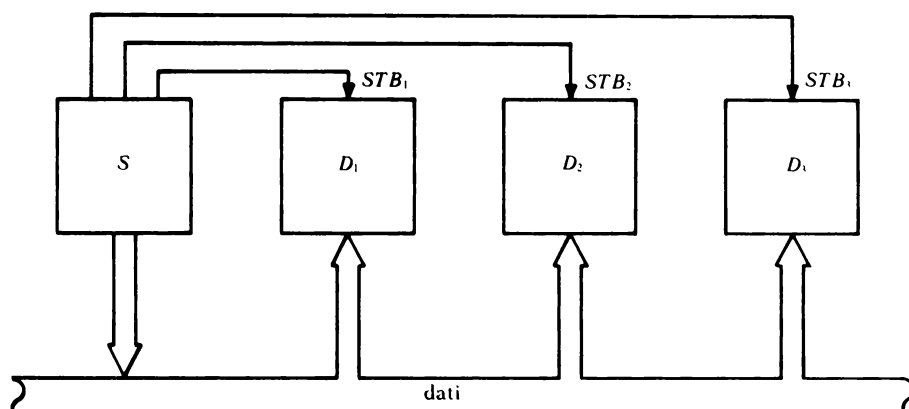 STB₁
STB₂
STB₃
S
D₁
D₂
D₃
dati